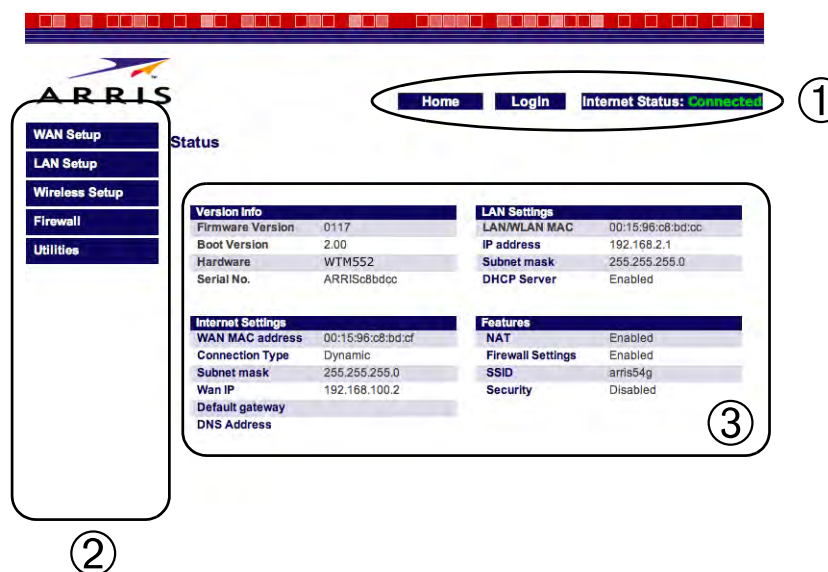 ARRIS
Home Login Internet Status: Connected
①
WAN Setup
LAN Setup
Wireless Setup
Firewall
Utilities
Status
Version Info
Firmware Version 0117
Boot Version 2.00
Hardware WTM552
Serial No. ARRISc8bdcc
LAN Settings
LAN/WLAN MAC 00:15:96:c8:bd:cc
IP address 192.168.2.1
Subnet mask 255.255.255.0
DHCP Server Enabled
Internet Settings
WAN MAC address 00:15:96:c8:bd:cf
Connection Type Dynamic
Subnet mask 255.255.255.0
Wan IP 192.168.100.2
Default gateway
DNS Address
Features
NAT Enabled
Firewall Settings Enabled
SSID arris54g
Security Disabled
③
②